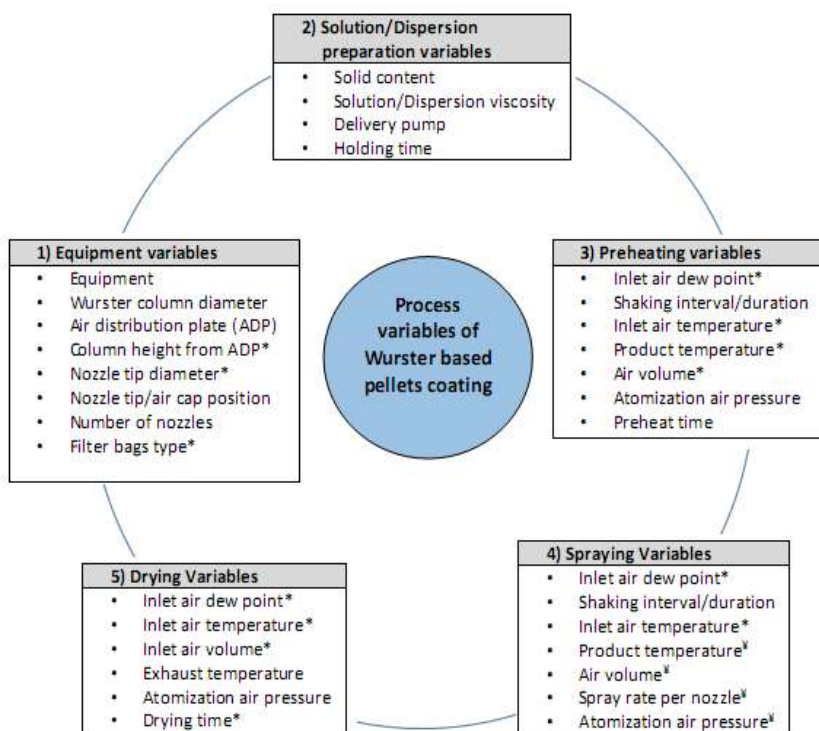 2) Solution/Dispersion
preparation variables
• Solid content
• Solution/Dispersion viscosity
• Delivery pump
• Holding time
1) Equipment variables
• Equipment
• Wurster column diameter
• Air distribution plate (ADP)
• Column height from ADP*
• Nozzle tip diameter*
• Nozzle tip/air cap position
• Number of nozzles
• Filter bags type*
Process
variables of
Wurster based
pellets coating
3) Preheating variables
• Inlet air dew point*
• Shaking interval/duration
• Inlet air temperature*
• Product temperature*
• Air volume*
• Atomization air pressure
• Preheat time
5) Drying Variables
• Inlet air dew point*
• Inlet air temperature*
• Inlet air volume*
• Exhaust temperature
• Atomization air pressure
• Drying time*
4) Spraying Variables
• Inlet air dew point*
• Shaking interval/duration
• Inlet air temperature*
• Product temperature¥
• Air volume¥
• Spray rate per nozzle¥
• Atomization air pressure¥